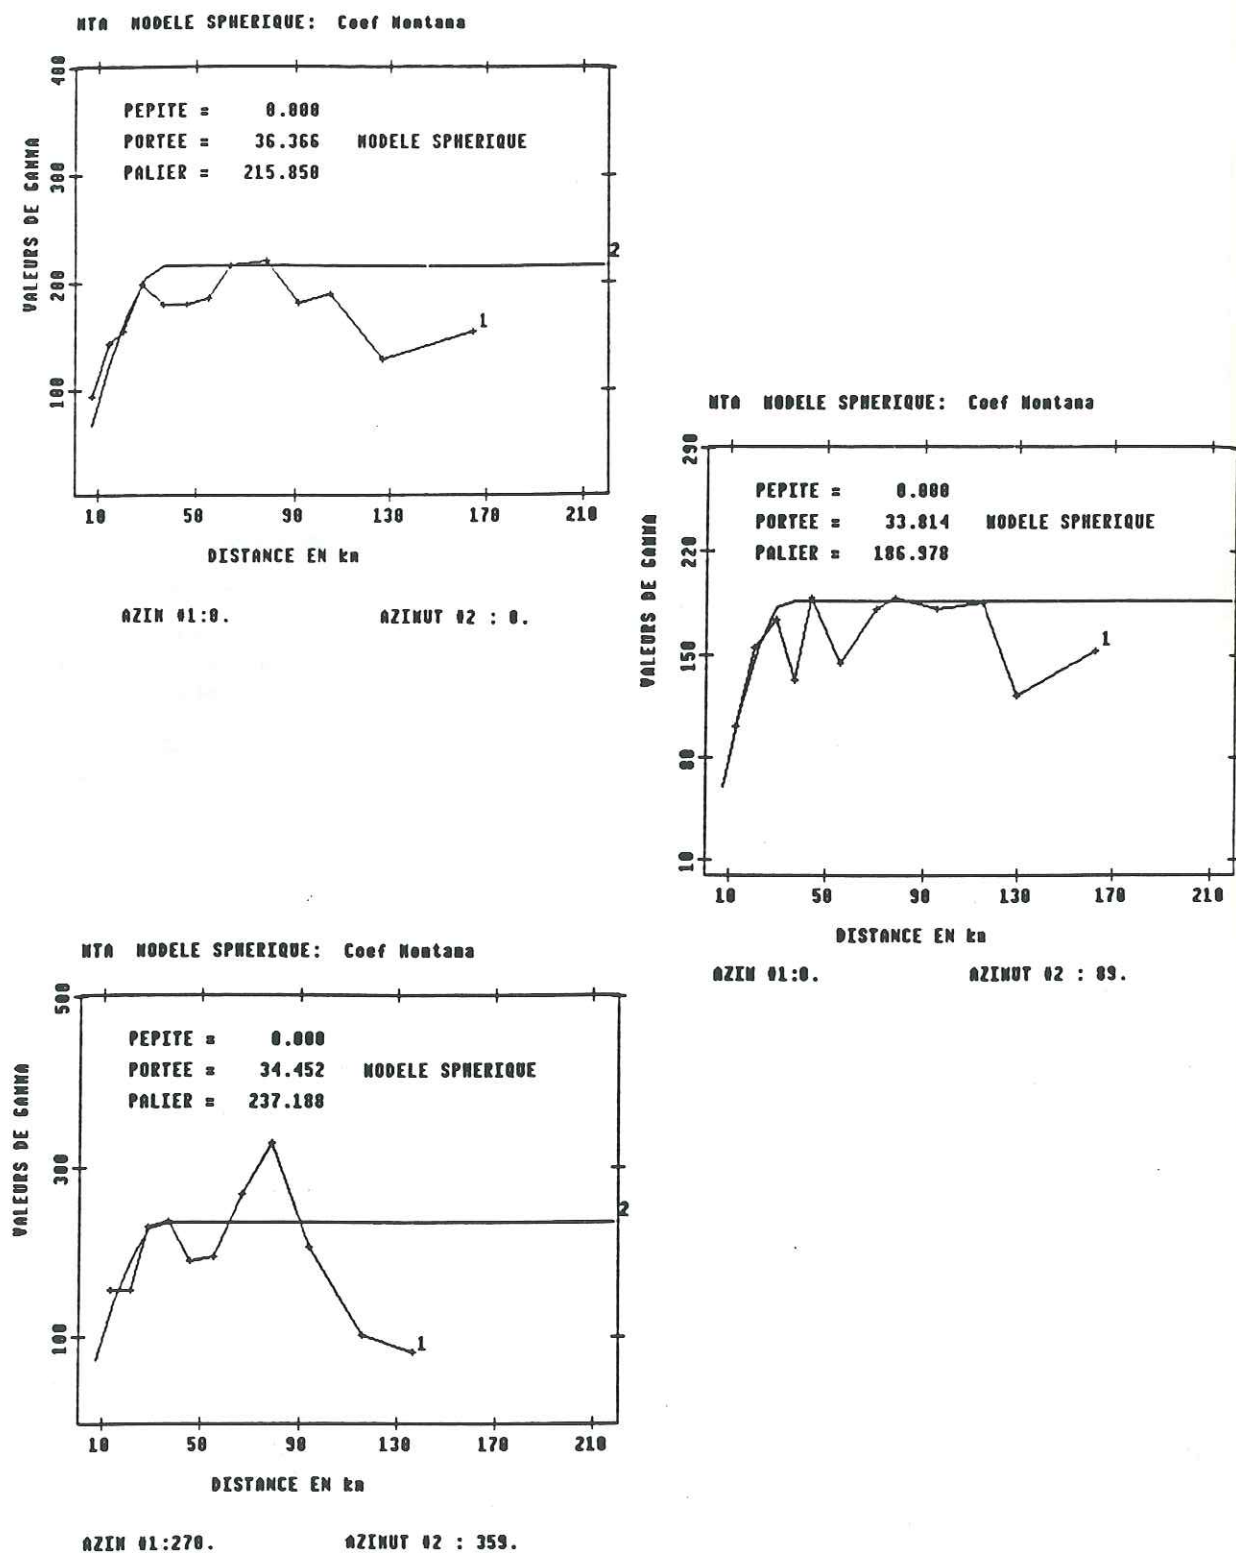 MTA MODELE SPHERIQUE: Coef Montana
400
300
200
100
VALEURS DE GAMMA
PEPITE = 0.000
PORTEE = 36.366 MODELE SPHERIQUE
PALIER = 215.850
2
1
10 50 90 130 170 210
DISTANCE EN km
AZIM #1:0. AZIMUT #2 : 0.
MTA MODELE SPHERIQUE: Coef Montana
290
220
150
80
10
VALEURS DE GAMMA
PEPITE = 0.000
PORTEE = 33.814 MODELE SPHERIQUE
PALIER = 186.978
1
10 50 90 130 170 210
DISTANCE EN km
AZIM #1:0. AZIMUT #2 : 89.
MTA MODELE SPHERIQUE: Coef Montana
500
300
100
VALEURS DE GAMMA
PEPITE = 0.000
PORTEE = 34.452 MODELE SPHERIQUE
PALIER = 237.188
2
1
10 50 90 130 170 210
DISTANCE EN km
AZIM #1:270. AZIMUT #2 : 359.